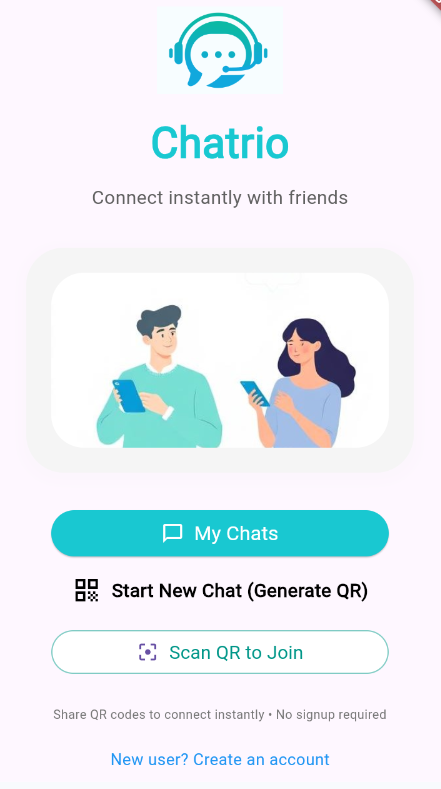 Chatrio
Connect instantly with friends
My Chats
Start New Chat (Generate QR)
Scan QR to Join
Share QR codes to connect instantly • No signup required
New user? Create an account